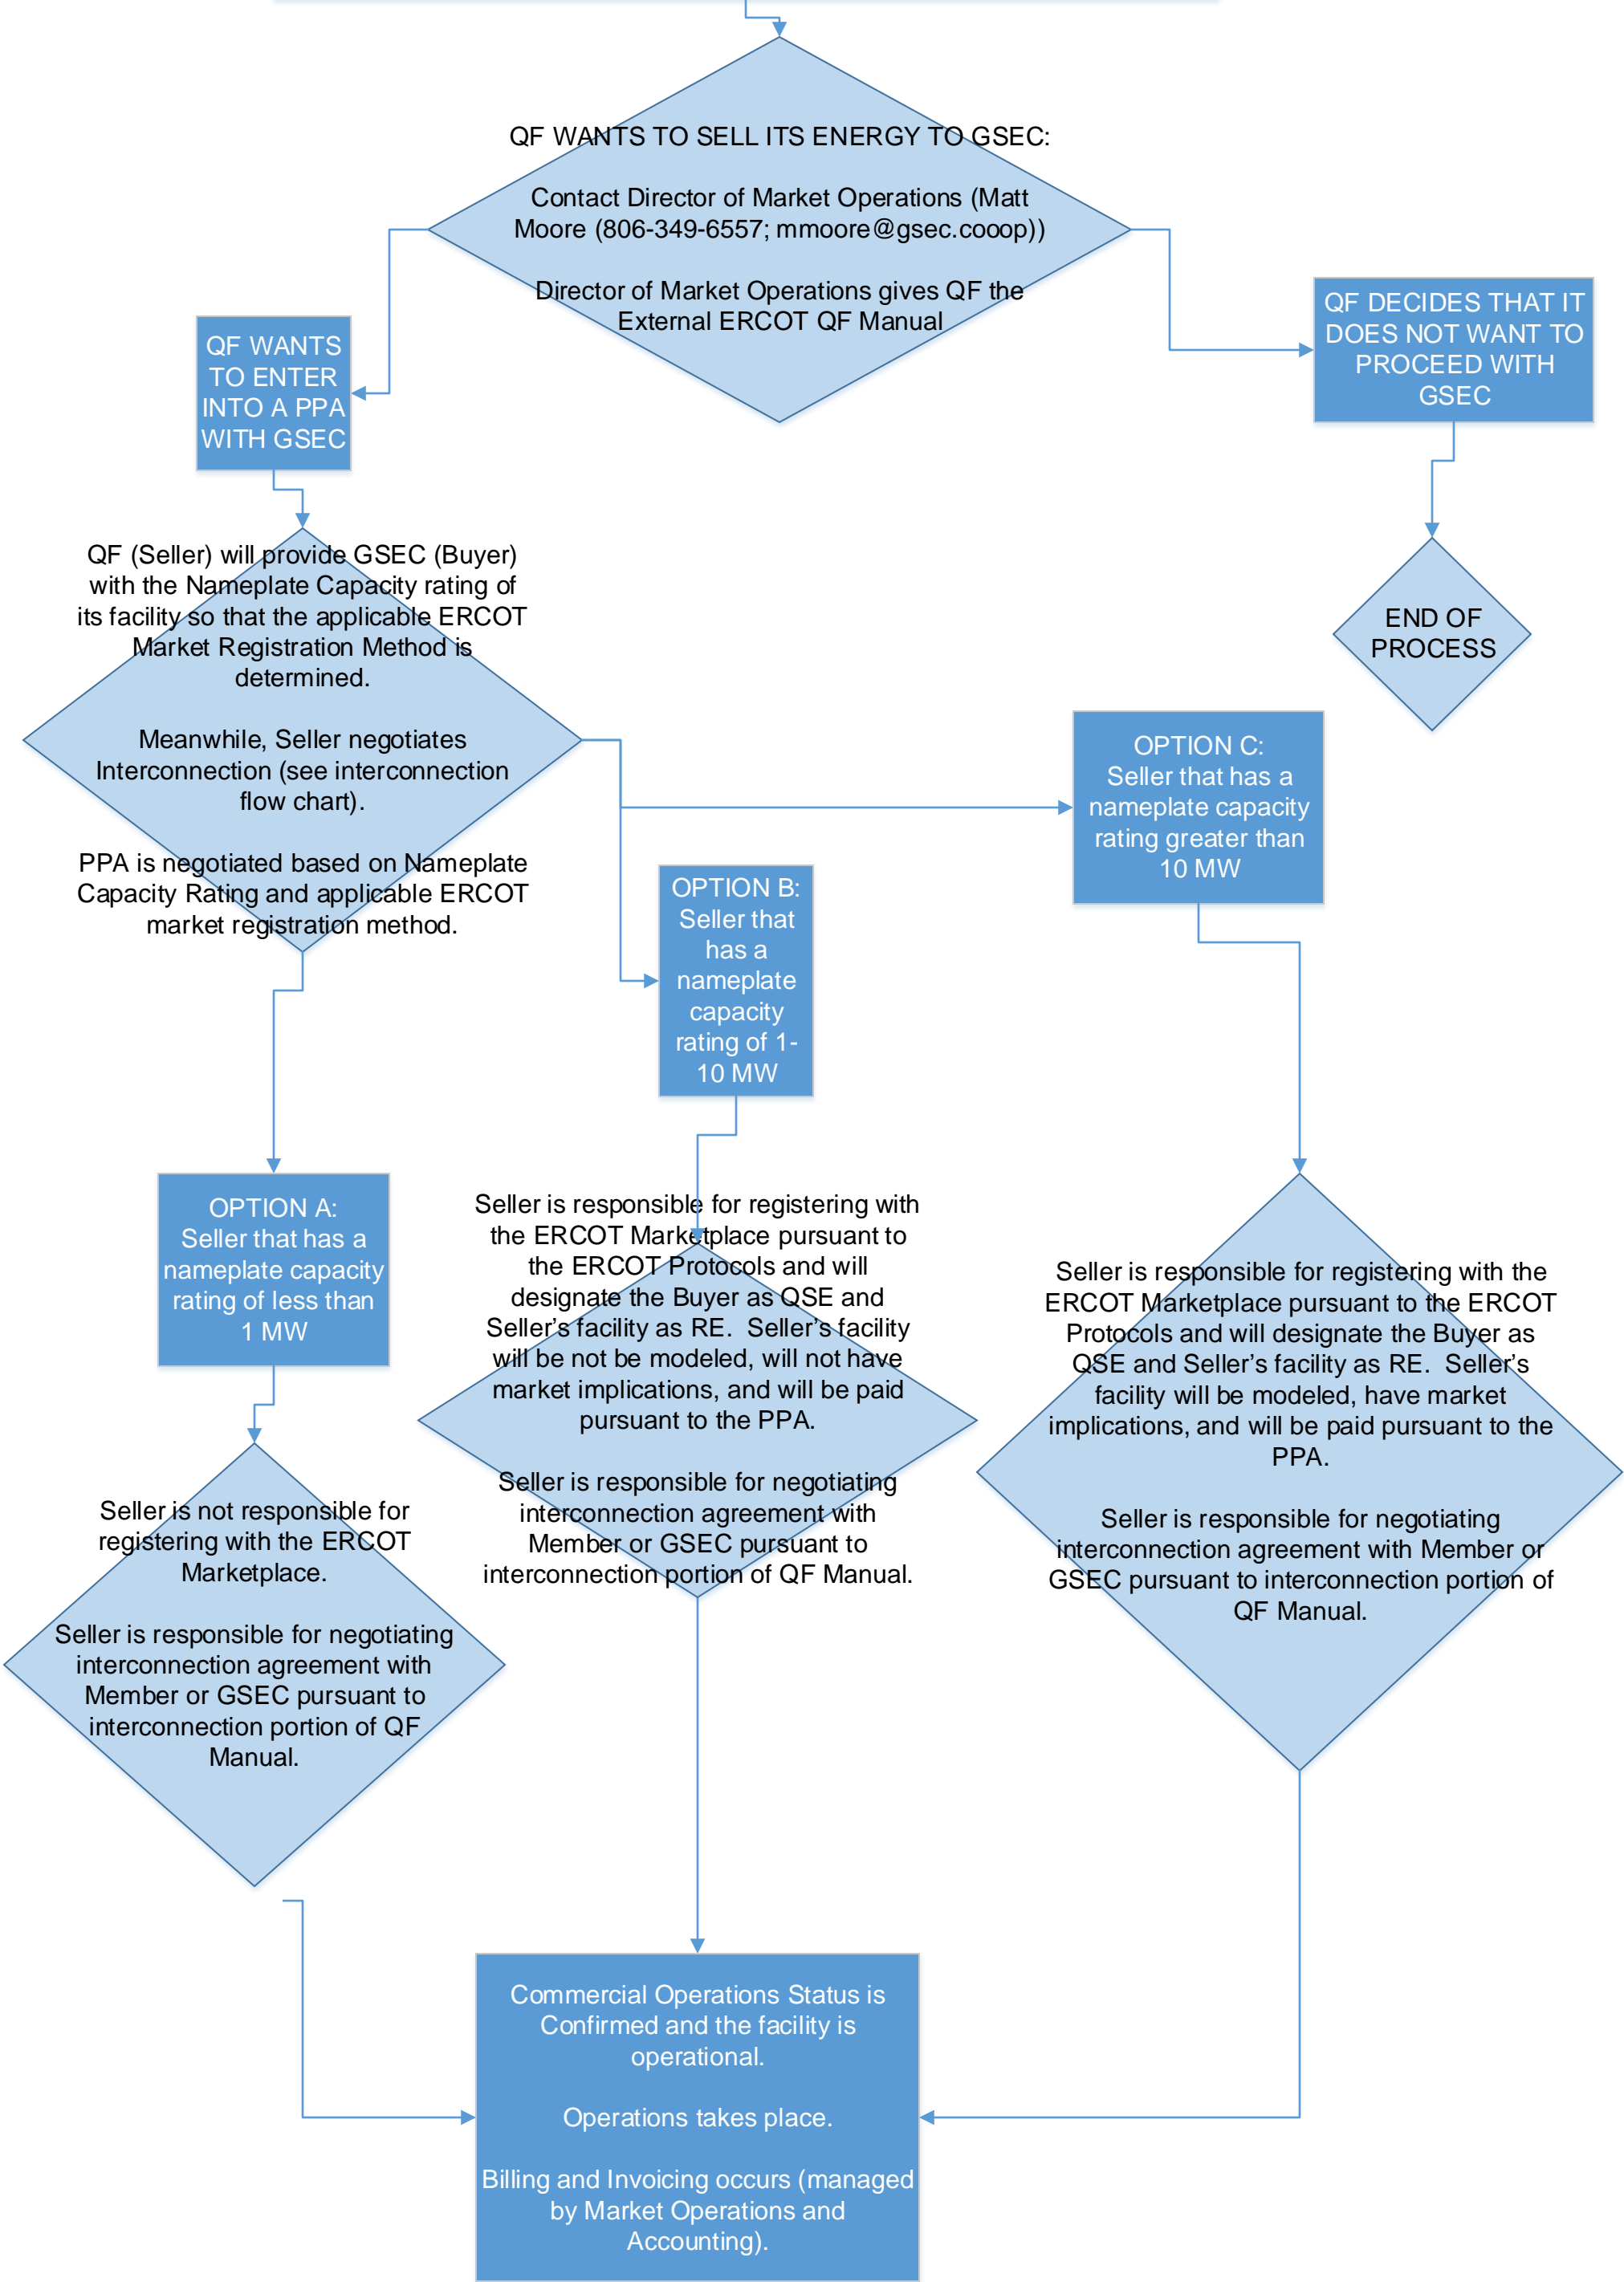 QF WANTS TO SELL ITS ENERGY TO GSEC:
Contact Director of Market Operations (Matt
Moore (806-349-6557; mmoore@gsec.cooop))
Director of Market Operations gives QF the
External ERCOT QF Manual
QF WANTS
TO ENTER
INTO A PPA
WITH GSEC
QF DECIDES THAT IT
DOES NOT WANT TO
PROCEED WITH
GSEC
END OF
PROCESS
QF (Seller) will provide GSEC (Buyer)
with the Nameplate Capacity rating of
its facility so that the applicable ERCOT
Market Registration Method is
determined.
Meanwhile, Seller negotiates
Interconnection (see interconnection
flow chart).
PPA is negotiated based on Nameplate
Capacity Rating and applicable ERCOT
market registration method.
OPTION C:
Seller that has a
nameplate capacity
rating greater than
10 MW
OPTION B:
Seller that
has a
nameplate
capacity
rating of 1-
10 MW
OPTION A:
Seller that has a
nameplate capacity
rating of less than
1 MW
Seller is responsible for registering with
the ERCOT Marketplace pursuant to
the ERCOT Protocols and will
designate the Buyer as QSE and
Seller's facility as RE.  Seller's facility
will be not be modeled, will not have
market implications, and will be paid
pursuant to the PPA.
Seller is responsible for negotiating
interconnection agreement with
Member or GSEC pursuant to
interconnection portion of QF Manual.
Seller is responsible for registering with the
ERCOT Marketplace pursuant to the ERCOT
Protocols and will designate the Buyer as
QSE and Seller's facility as RE.  Seller's
facility will be modeled, have market
implications, and will be paid pursuant to the
PPA.
Seller is responsible for negotiating
interconnection agreement with Member or
GSEC pursuant to interconnection portion of
QF Manual.
Seller is not responsible for
registering with the ERCOT
Marketplace.
Seller is responsible for negotiating
interconnection agreement with
Member or GSEC pursuant to
interconnection portion of QF
Manual.
Commercial Operations Status is
Confirmed and the facility is
operational.
Operations takes place.
Billing and Invoicing occurs (managed
by Market Operations and
Accounting).